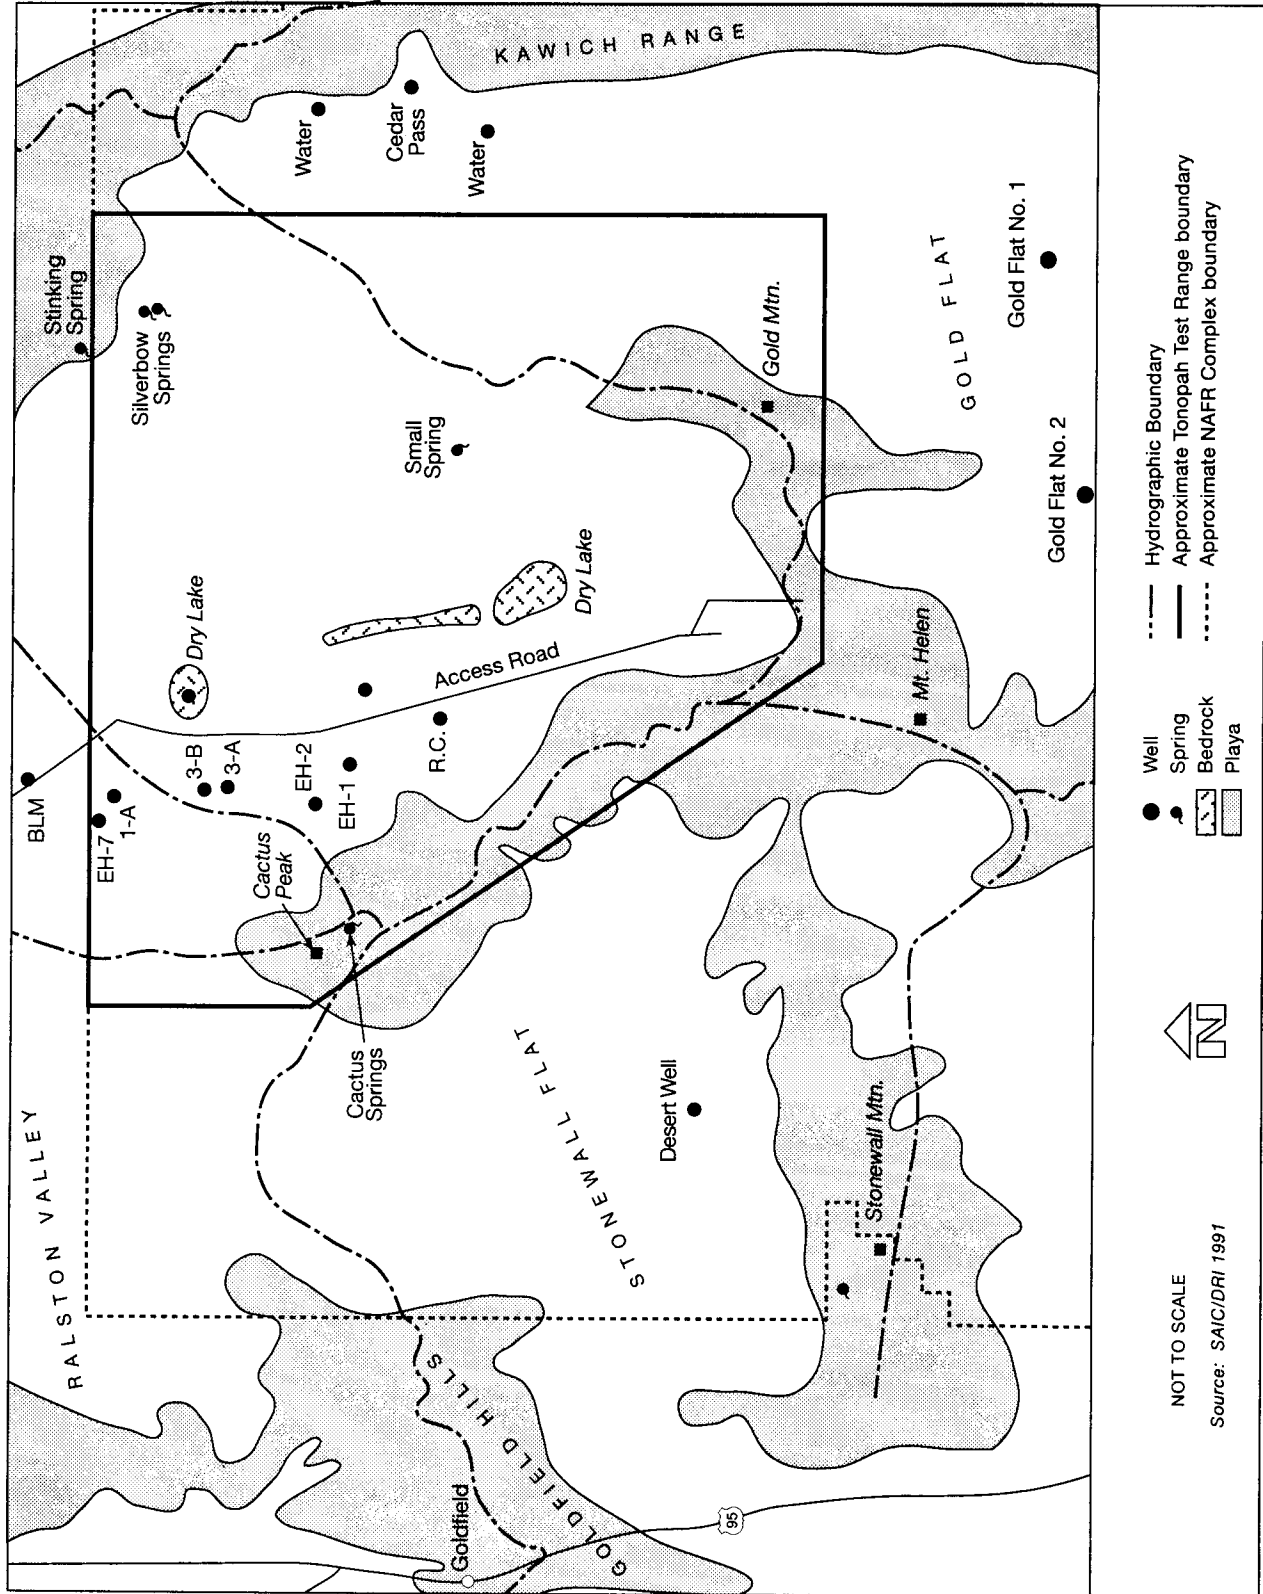 RALSTON VALLEY
BLM
EH-7
1-A
3-B
3-A
EH-2
EH-1
R.C.
Cactus
Peak
Cactus
Springs
Dry Lake
Dry Lake
Access Road
Stinking
Spring
Silverbow
Springs
Small
Spring
Water
Cedar
Pass
Water
KAWICH RANGE
Gold Mtn.
GOLD FLAT
Gold Flat No. 1
Gold Flat No. 2
Mt. Helen
STONEWALL FLAT
Desert Well
Stonewall Mtn.
Goldfield
GOLDFIELD HILLS
95
NOT TO SCALE
Source: SAIC/DRI 1991
N
Well
Spring
Bedrock
Playa
Hydrographic Boundary
Approximate Tonopah Test Range boundary
Approximate NAFR Complex boundary